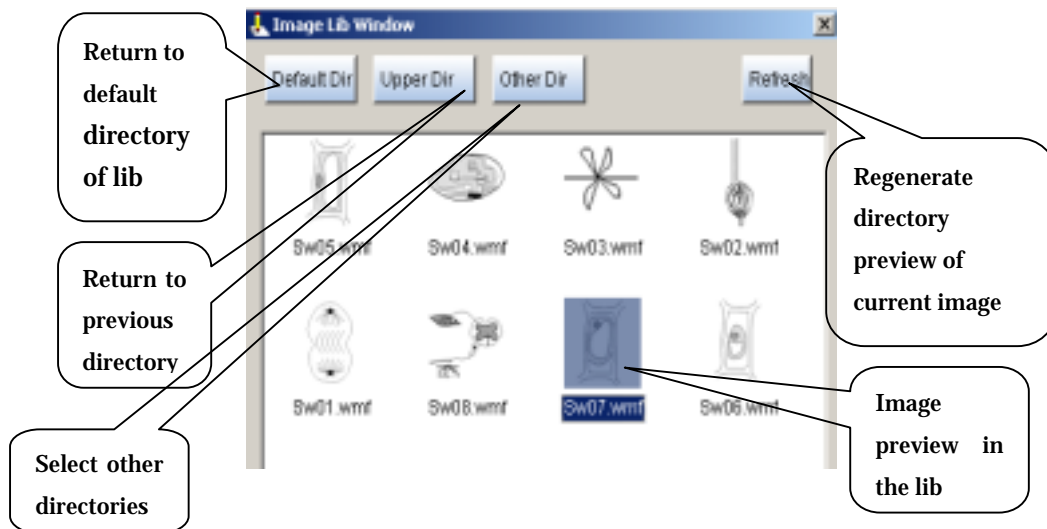 Image Lib Window
Return to
default
directory
of lib
Default Dir
Upper Dir
Other Dir
Refresh
Sw05.wmf
Sw04.wmf
Sw03.wmf
Sw02.wmf
Regenerate
directory
preview of
current image
Return to
previous
directory
Sw01.wmf
Sw08.wmf
Sw07.wmf
Sw06.wmf
Image
preview in
the lib
Select other
directories